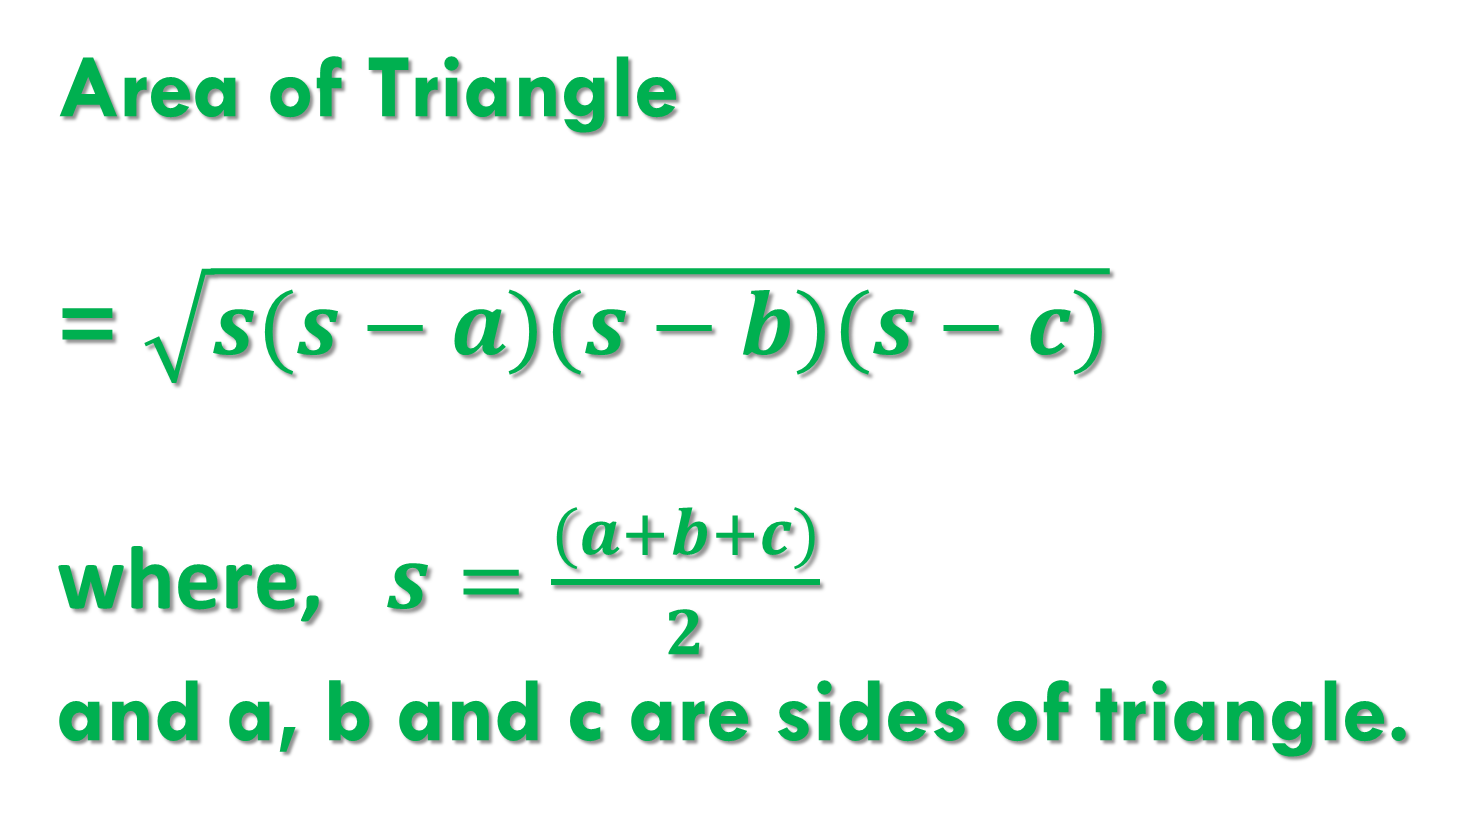 Area of Triangle
= √s(s − a)(s − b)(s − c)
where, s = (a+b+c)/2
and a, b and c are sides of triangle.